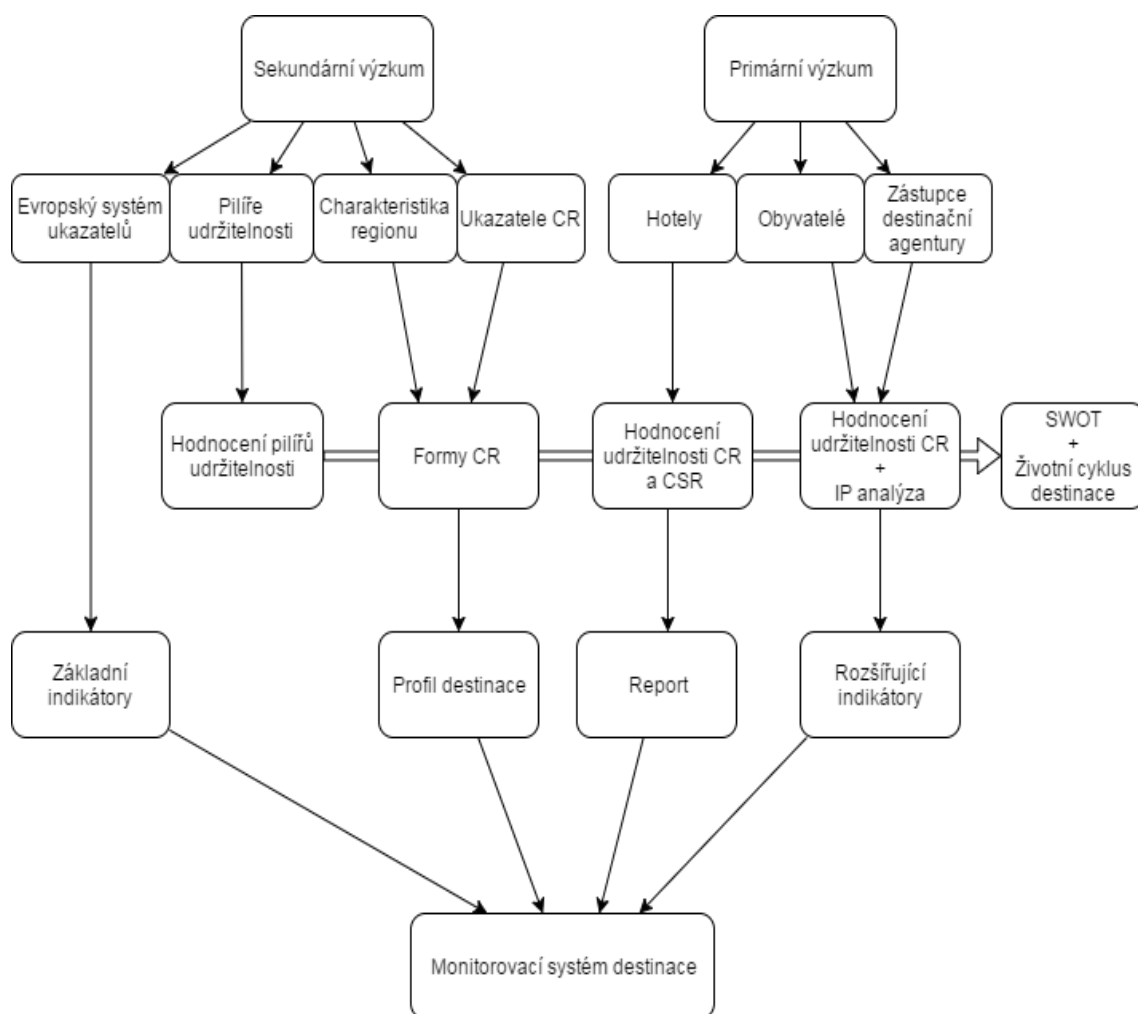 Sekundární výzkum
Primární výzkum
Evropský systém
ukazatelů
Pilíře
udržitelnosti
Charakteristika
regionu
Ukazatele CR
Hotely
Obyvatelé
Zástupce
destinační
agentury
Hodnocení pilířů
udržitelnosti
Formy CR
Hodnocení
udržitelnosti CR
a CSR
Hodnocení
udržitelnosti CR
+
IP analýza
SWOT
+
Životní cyklus
destinace
Základní
indikátory
Profil destinace
Report
Rozšířující
indikátory
Monitorovací systém destinace